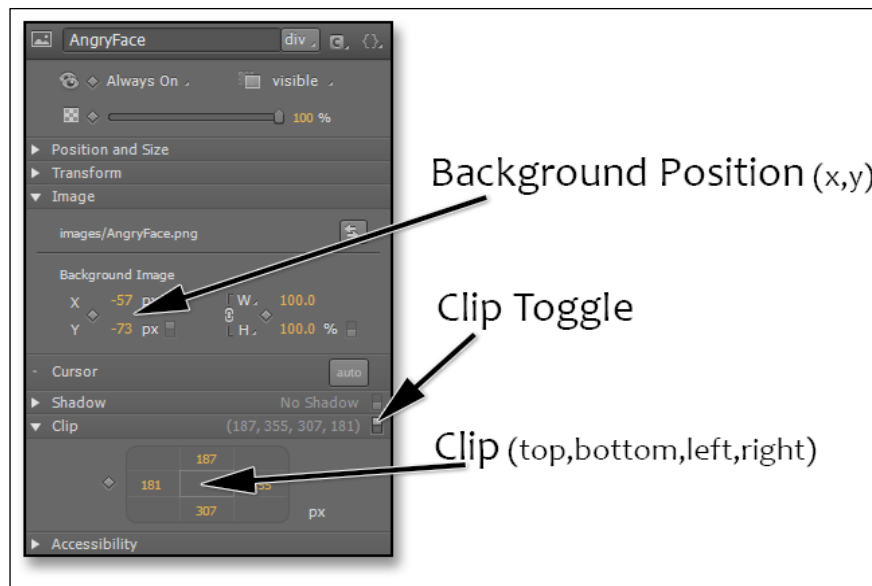 AngryFace div
Always On visible
100 %
Position and Size
Transform
Background Position (x,y)
Image
images/AngryFace.png
Background Image
X -57 px W 100.0
Y -73 px H 100.0 %
Clip Toggle
Cursor auto
Shadow No Shadow
Clip (187, 355, 307, 181)
Clip (top,bottom,left,right)
187
181
307 px
Accessibility